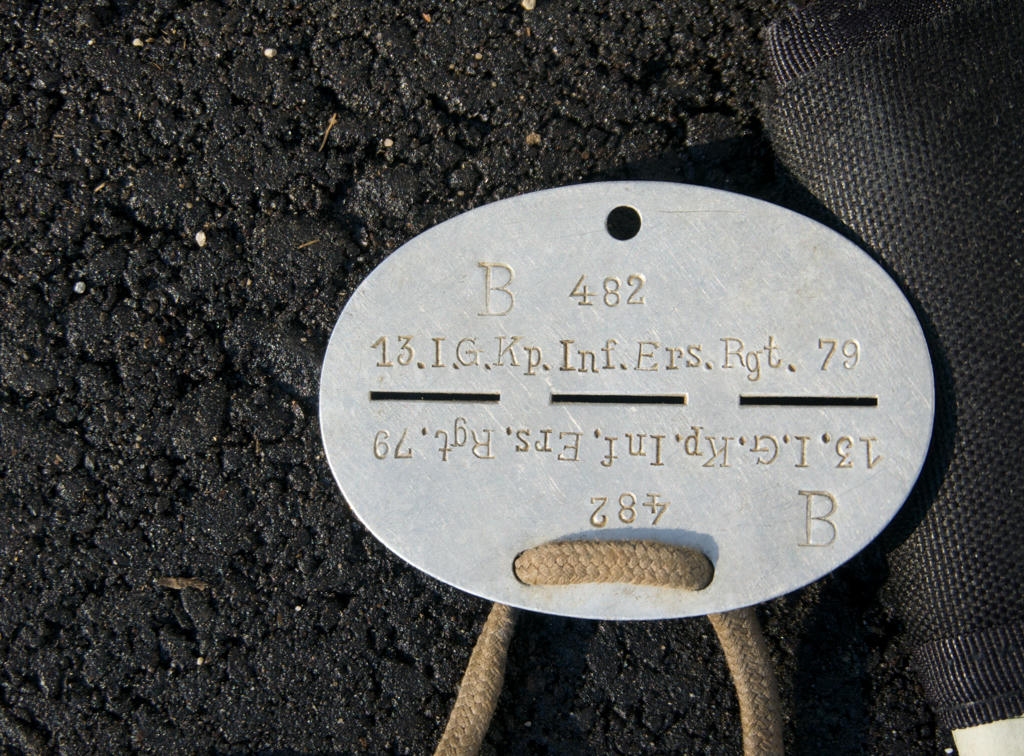 B 482
13.I.G.Kp.Inf.Ers.Rgt. 79
13.I.G.Kp.Inf.Ers.Rgt.79
482
B